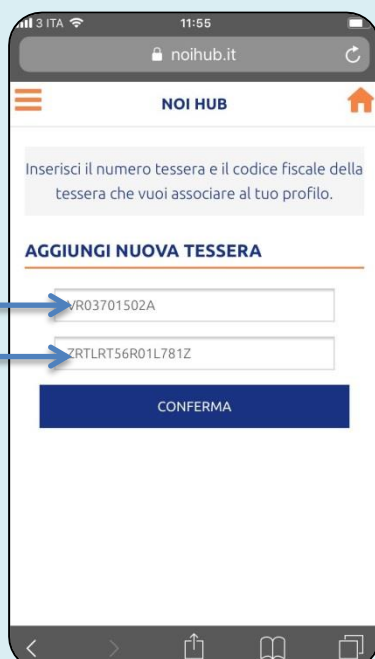 3 ITA 11:55
noihub.it
NOI HUB
Inserisci il numero tessera e il codice fiscale della
tessera che vuoi associare al tuo profilo.
AGGIUNGI NUOVA TESSERA
VR03701502A
ZRTLRT56R01L781Z
CONFERMA